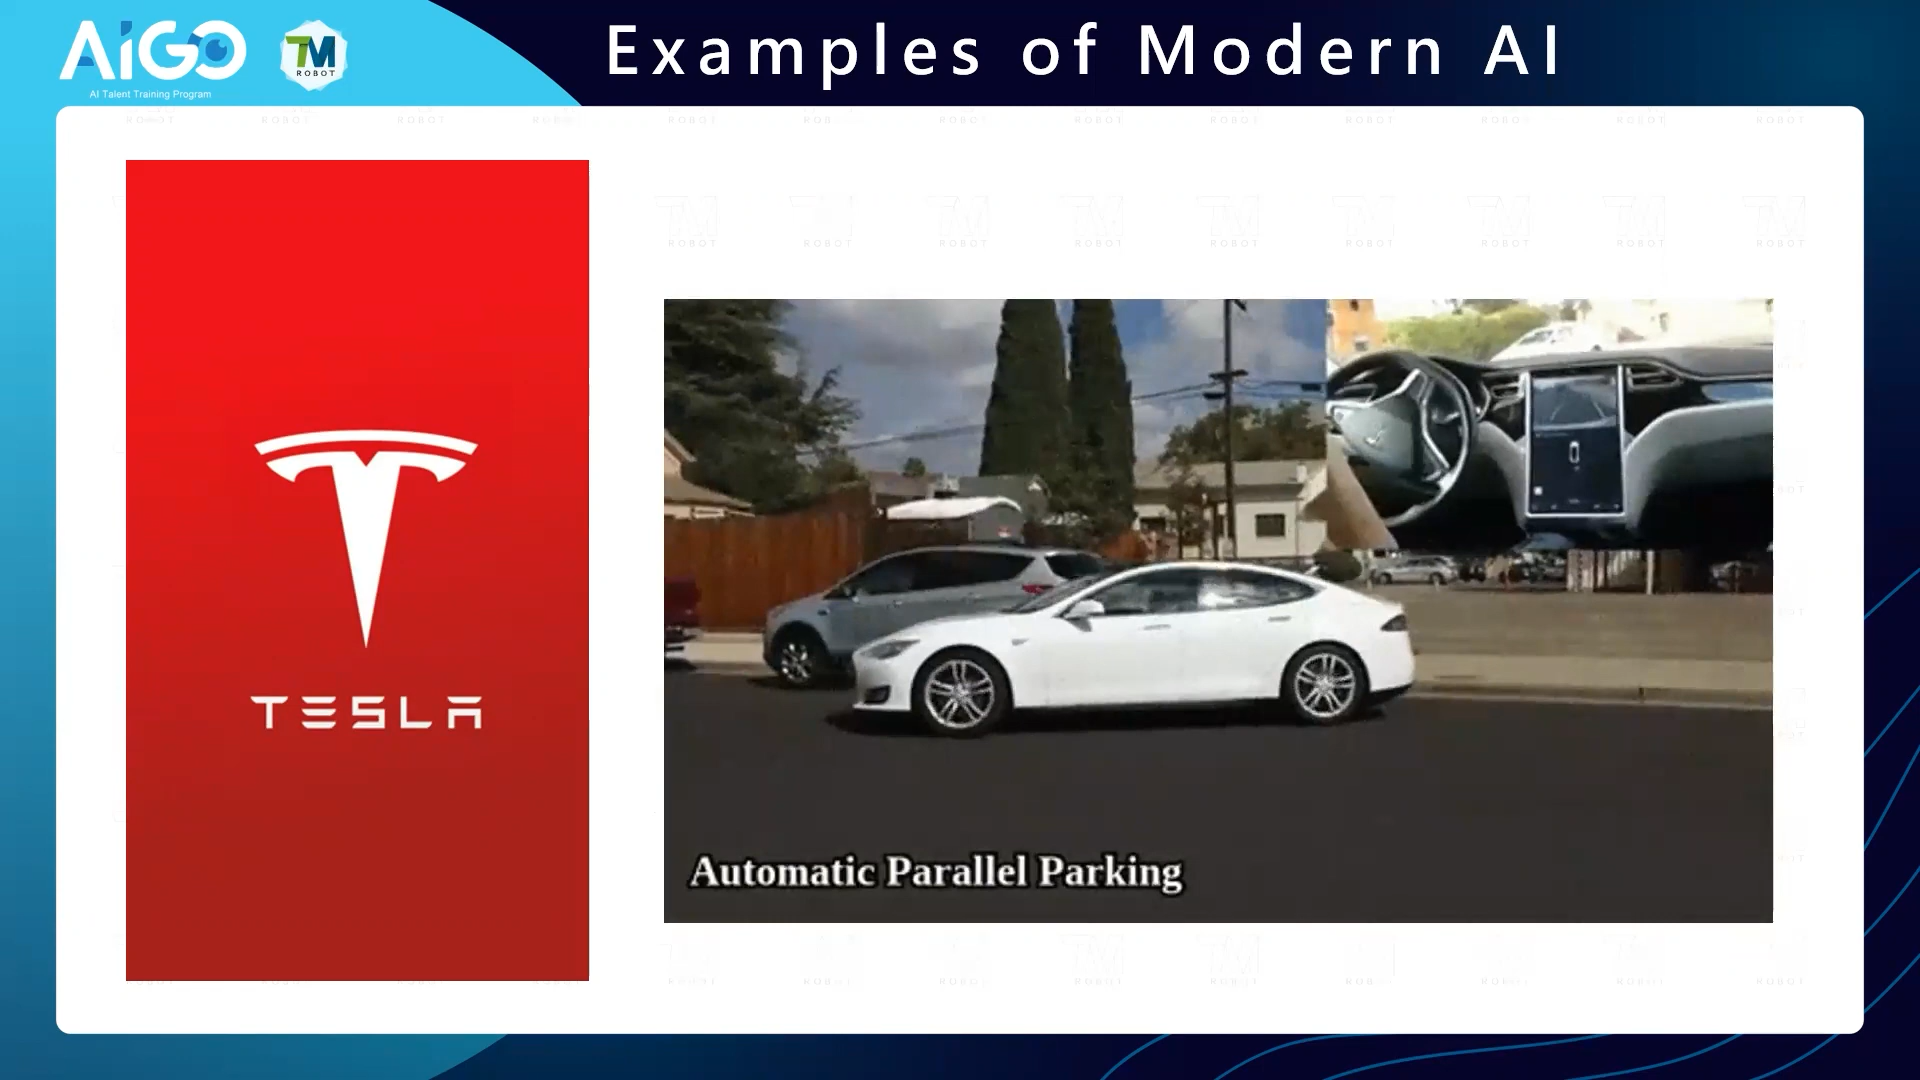 AiGO
AI Talent Training Program
TM
ROBOT
Examples of Modern AI
TESLA
Automatic Parallel Parking